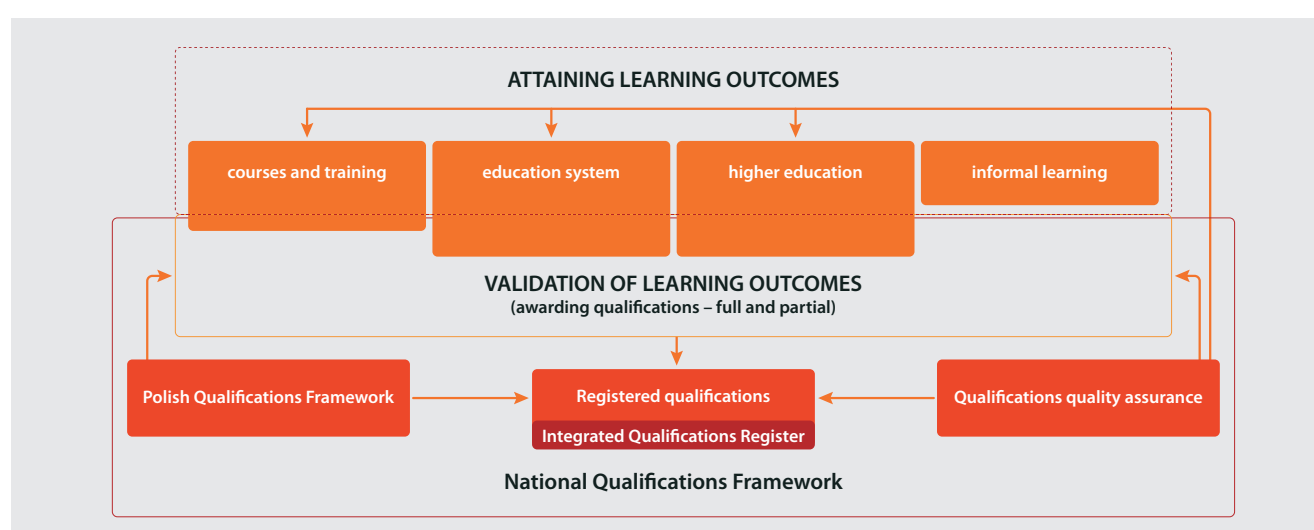 ATTAINING LEARNING OUTCOMES
courses and training
education system
higher education
informal learning
VALIDATION OF LEARNING OUTCOMES
(awarding qualifications – full and partial)
Polish Qualifications Framework
Registered qualifications
Qualifications quality assurance
Integrated Qualifications Register
National Qualifications Framework